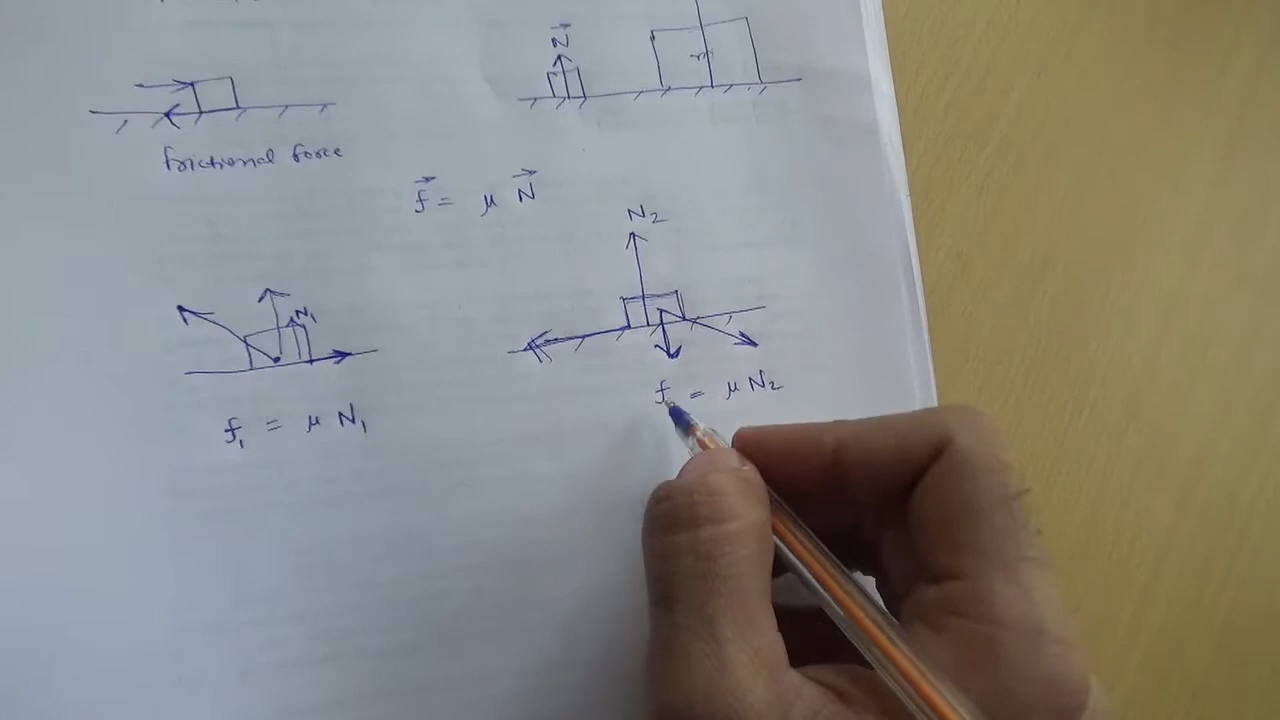 N
frictional force
f = μ N
N2
N1
f = μ N2
f1 = μ N1